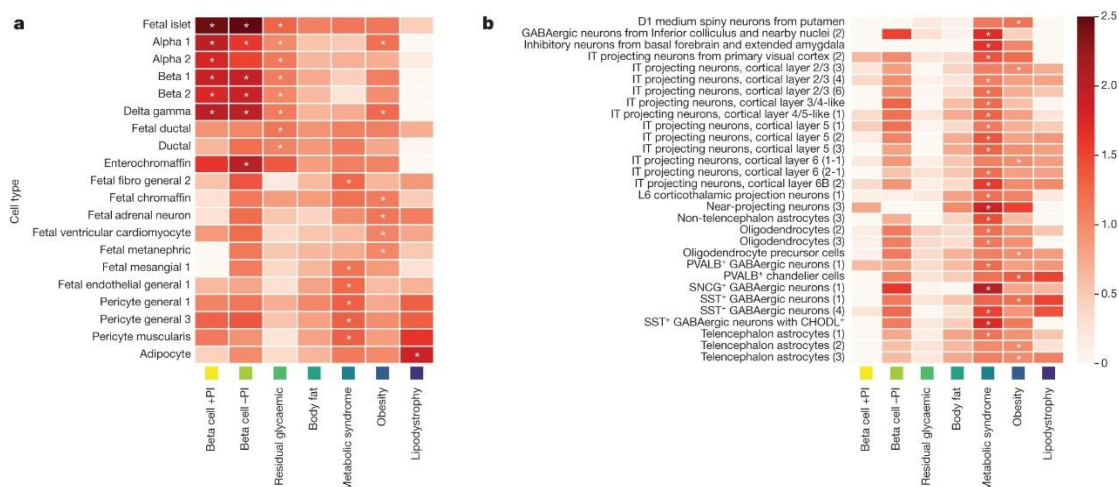 a
Cell type
Fetal islet
Alpha 1
Alpha 2
Beta 1
Beta 2
Delta gamma
Fetal ductal
Ductal
Enterochromaffin
Fetal fibro general 2
Fetal chromaffin
Fetal adrenal neuron
Fetal ventricular cardiomyocyte
Fetal metanephric
Fetal mesangial 1
Fetal endothelial general 1
Pericyte general 1
Pericyte general 3
Pericyte muscularis
Adipocyte
Beta cell +PI
Beta cell –PI
Residual glycaemic
Body fat
Metabolic syndrome
Obesity
Lipodystrophy
b
D1 medium spiny neurons from putamen
GABAergic neurons from Inferior colliculus and nearby nuclei (2)
Inhibitory neurons from basal forebrain and extended amygdala
IT projecting neurons from primary visual cortex (2)
IT projecting neurons, cortical layer 2/3 (3)
IT projecting neurons, cortical layer 2/3 (4)
IT projecting neurons, cortical layer 2/3 (6)
IT projecting neurons, cortical layer 3/4-like
IT projecting neurons, cortical layer 4/5-like (1)
IT projecting neurons, cortical layer 5 (1)
IT projecting neurons, cortical layer 5 (2)
IT projecting neurons, cortical layer 5 (3)
IT projecting neurons, cortical layer 6 (1-1)
IT projecting neurons, cortical layer 6 (2-1)
IT projecting neurons, cortical layer 6B (2)
L6 corticothalamic projection neurons (1)
Near-projecting neurons (3)
Non-telencephalon astrocytes (3)
Oligodendrocytes (2)
Oligodendrocytes (3)
Oligodendrocyte precursor cells
PVALB⁺ GABAergic neurons (1)
PVALB⁺ chandelier cells
SNCG⁺ GABAergic neurons (1)
SST⁺ GABAergic neurons (1)
SST⁺ GABAergic neurons (4)
SST⁺ GABAergic neurons with CHODL⁺
Telencephalon astrocytes (1)
Telencephalon astrocytes (2)
Telencephalon astrocytes (3)
Beta cell +PI
Beta cell –PI
Residual glycaemic
Body fat
Metabolic syndrome
Obesity
Lipodystrophy
2.5
2.0
1.5
1.0
0.5
0